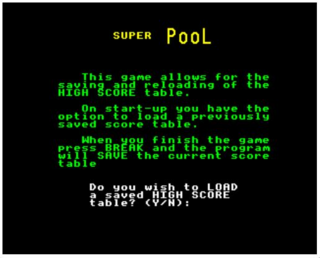 SUPER PooL
This game allows for the
saving and reloading of the
HIGH SCORE table.
On start-up you have the
option to load a previously
saved score table.
When you finish the game
press BREAK and the program
will SAVE the current score
table
Do you wish to LOAD
a saved HIGH SCORE
table? (Y/N):